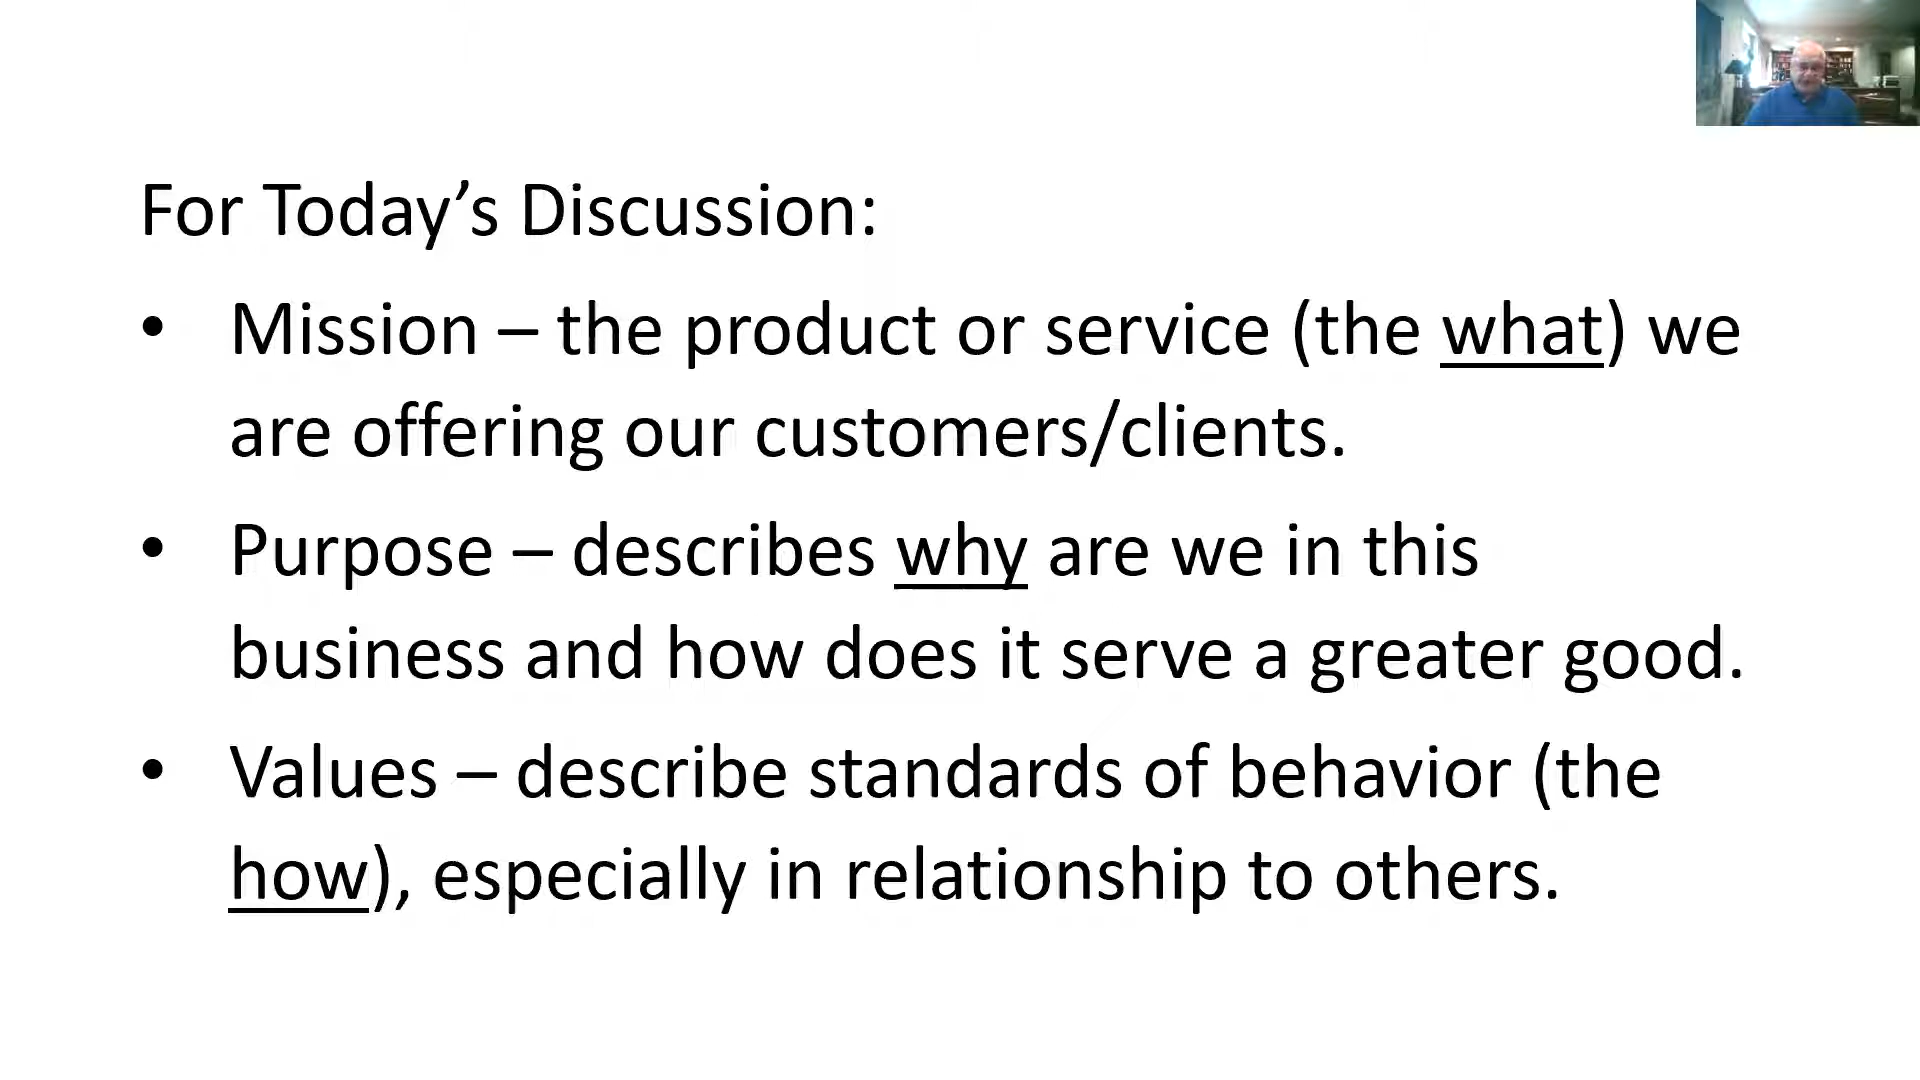 For Today’s Discussion:
• Mission – the product or service (the what) we
are offering our customers/clients.
• Purpose – describes why are we in this
business and how does it serve a greater good.
• Values – describe standards of behavior (the
how), especially in relationship to others.